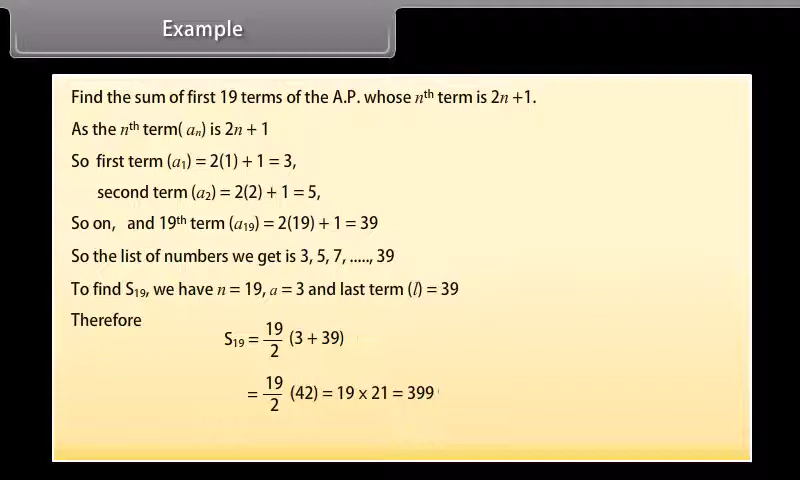 Example
Find the sum of first 19 terms of the A.P. whose nth term is 2n +1.
As the nth term( aₙ) is 2n + 1
So first term (a₁) = 2(1) + 1 = 3,
second term (a₂) = 2(2) + 1 = 5,
So on, and 19th term (a₁₉) = 2(19) + 1 = 39
So the list of numbers we get is 3, 5, 7, ....., 39
To find S₁₉, we have n = 19, a = 3 and last term (l) = 39
Therefore
S₁₉ = 19/2 (3 + 39)
= 19/2 (42) = 19 x 21 = 399